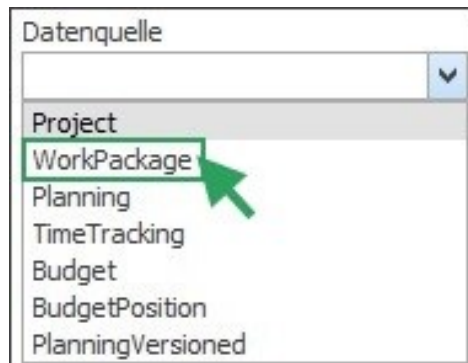 Datenquelle
Project
WorkPackage
Planning
TimeTracking
Budget
BudgetPosition
PlanningVersioned